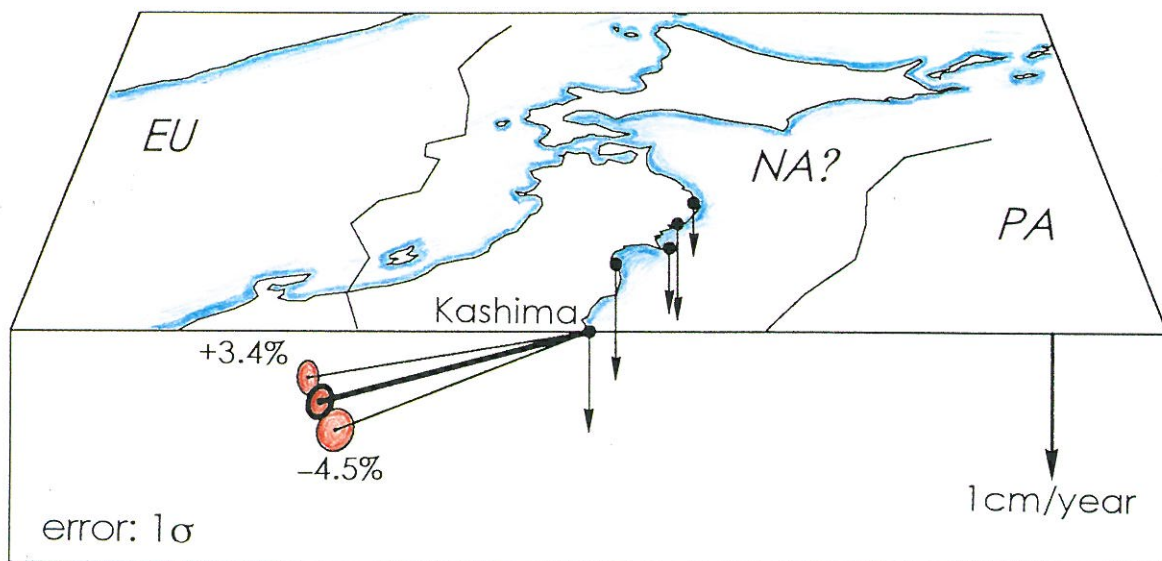 EU
NA?
PA
Kashima
+3.4%
−4.5%
1cm/year
error: 1σ